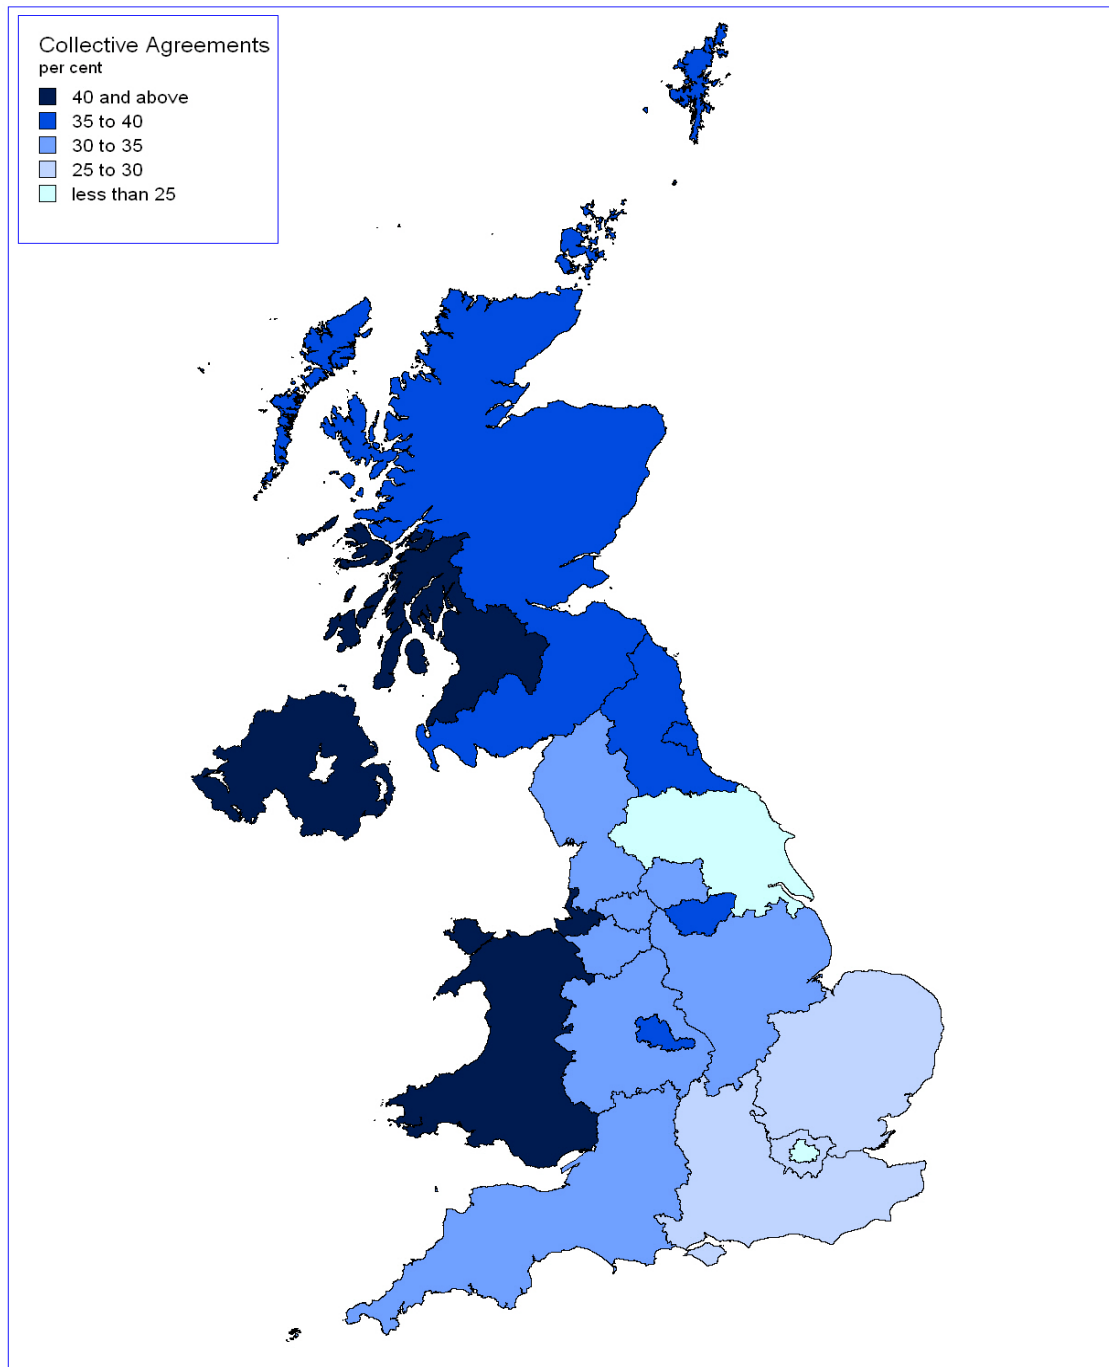 Collective Agreements
per cent
40 and above
35 to 40
30 to 35
25 to 30
less than 25